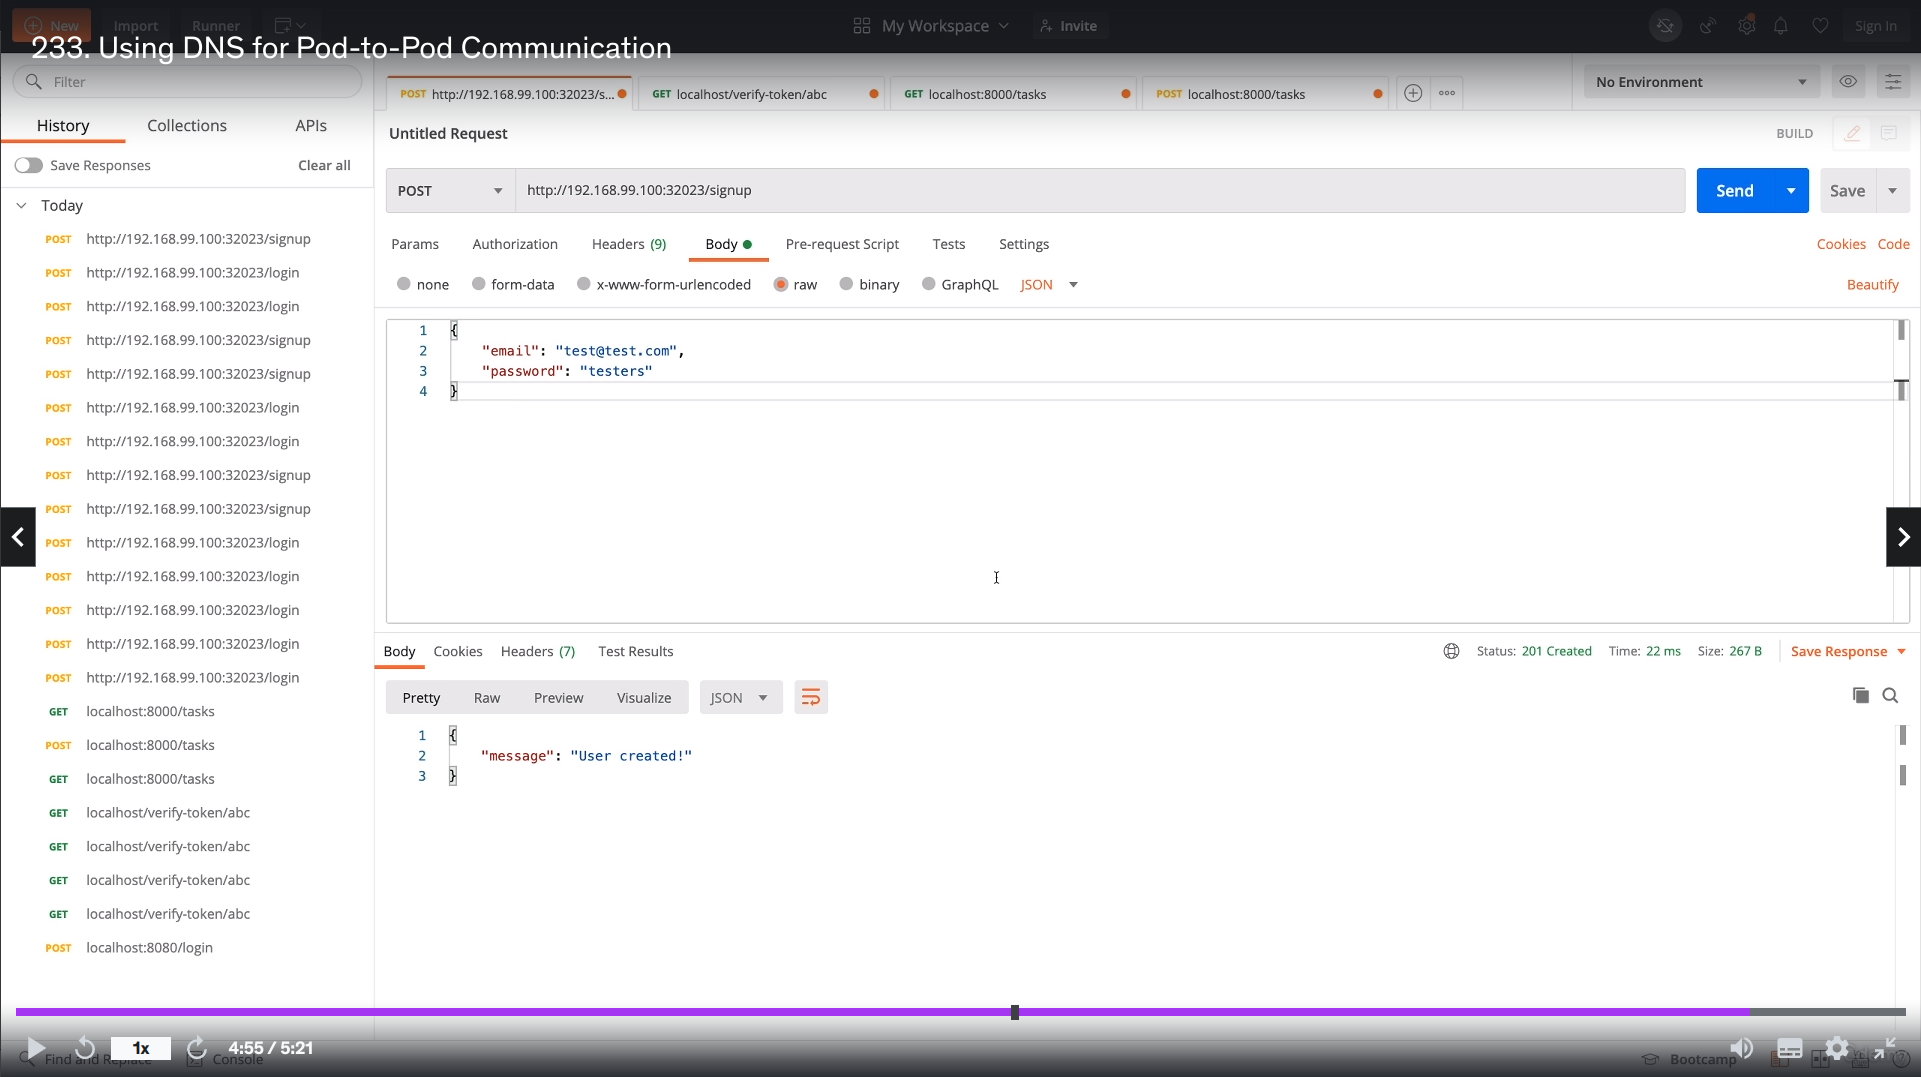 New
Import
Runner
My Workspace
Invite
Sign In
233. Using DNS for Pod-to-Pod Communication
Filter
POST http://192.168.99.100:32023/s...
GET localhost/verify-token/abc
GET localhost:8000/tasks
POST localhost:8000/tasks
No Environment
History
Collections
APIs
Untitled Request
BUILD
Save Responses
Clear all
POST
http://192.168.99.100:32023/signup
Send
Save
Today
POST http://192.168.99.100:32023/signup
POST http://192.168.99.100:32023/login
POST http://192.168.99.100:32023/login
POST http://192.168.99.100:32023/signup
POST http://192.168.99.100:32023/signup
POST http://192.168.99.100:32023/login
POST http://192.168.99.100:32023/login
POST http://192.168.99.100:32023/signup
POST http://192.168.99.100:32023/signup
POST http://192.168.99.100:32023/login
POST http://192.168.99.100:32023/login
POST http://192.168.99.100:32023/login
POST http://192.168.99.100:32023/login
POST http://192.168.99.100:32023/login
GET localhost:8000/tasks
POST localhost:8000/tasks
GET localhost:8000/tasks
GET localhost/verify-token/abc
GET localhost/verify-token/abc
GET localhost/verify-token/abc
GET localhost/verify-token/abc
POST localhost:8080/login
Params
Authorization
Headers (9)
Body
Pre-request Script
Tests
Settings
Cookies
Code
none
form-data
x-www-form-urlencoded
raw
binary
GraphQL
JSON
Beautify
1 {
2 "email": "test@test.com",
3 "password": "testers"
4 }
Body
Cookies
Headers (7)
Test Results
Status: 201 Created
Time: 22 ms
Size: 267 B
Save Response
Pretty
Raw
Preview
Visualize
JSON
1 {
2 "message": "User created!"
3 }
1x
4:55 / 5:21
Find and Replace
Console
Bootcamp